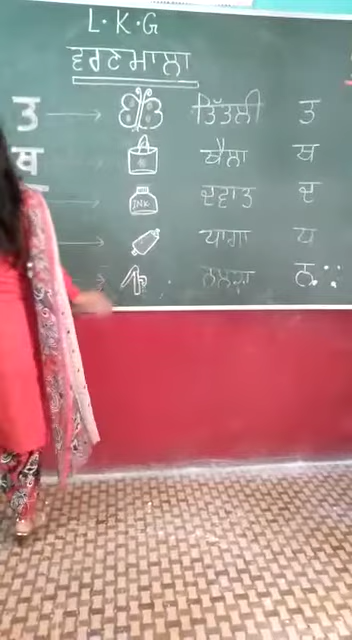 L.K.G
ਵਰਣਮਾਲਾ
ਤ ਤਿੱਤਲੀ ਤ
ਥ ਥੈਲਾ ਥ
INK ਦਵਾਤ ਦ
ਧਾਗਾ ਧ
ਨਲਕਾ ਨ